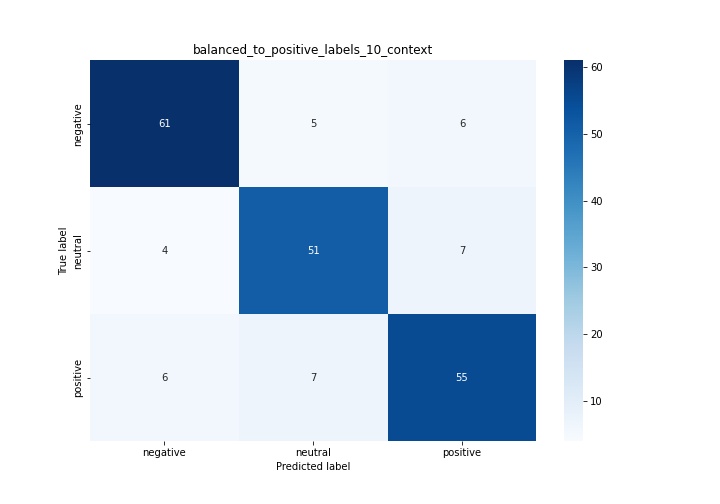 balanced_to_positive_labels_10_context
negative
61
5
6
neutral
4
51
7
positive
6
7
55
True label
negative
neutral
positive
Predicted label
60
50
40
30
20
10